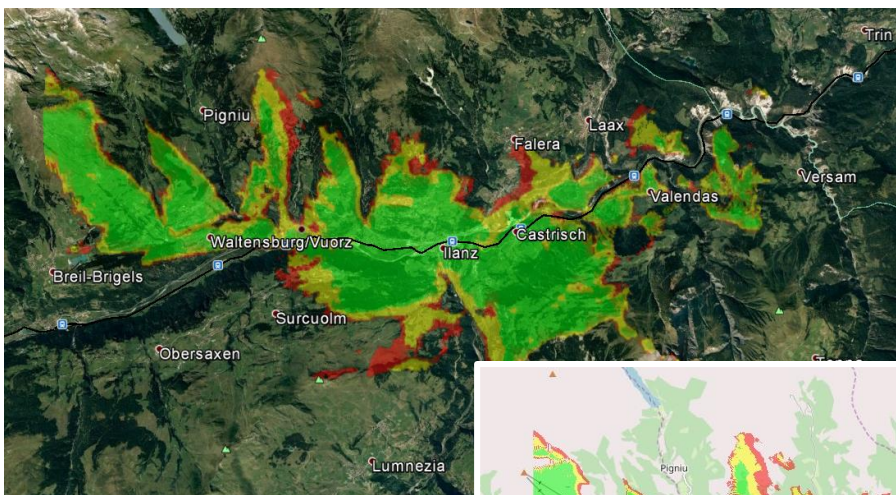 Trin
Pigniu
Laax
Falera
Versam
Valendas
Castrisch
Waltensburg/Vuorz
Ilanz
Breil-Brigels
Surcuolm
Obersaxen
Lumnezia
Pigniu